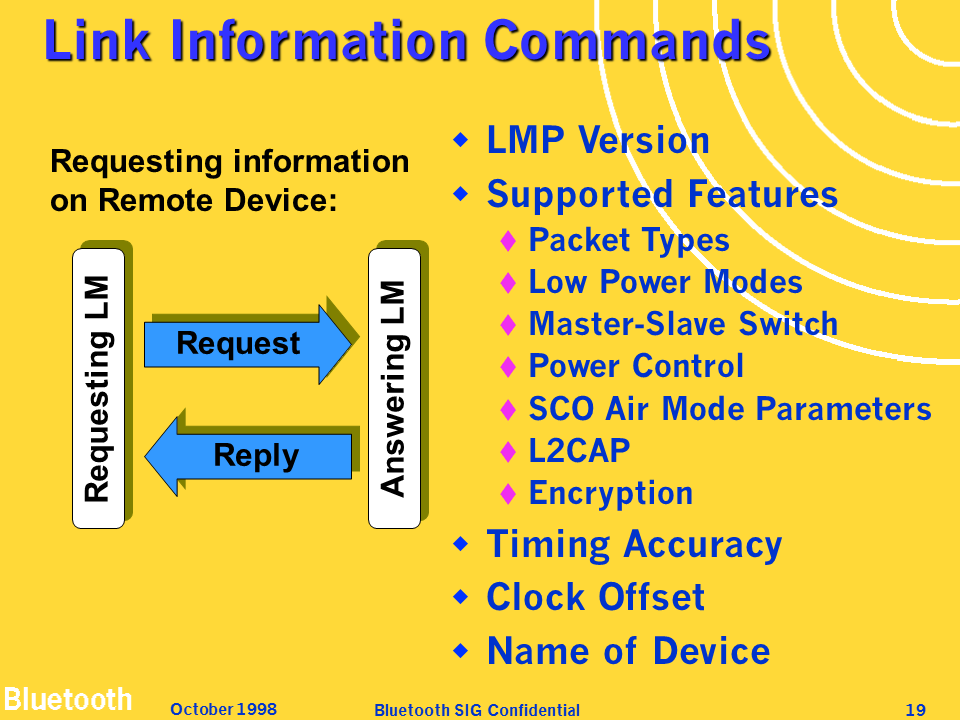 Link Information Commands
Requesting information
on Remote Device:
Requesting LM
Request
Reply
Answering LM
LMP Version
Supported Features
Packet Types
Low Power Modes
Master-Slave Switch
Power Control
SCO Air Mode Parameters
L2CAP
Encryption
Timing Accuracy
Clock Offset
Name of Device
Bluetooth
October 1998
Bluetooth SIG Confidential
19